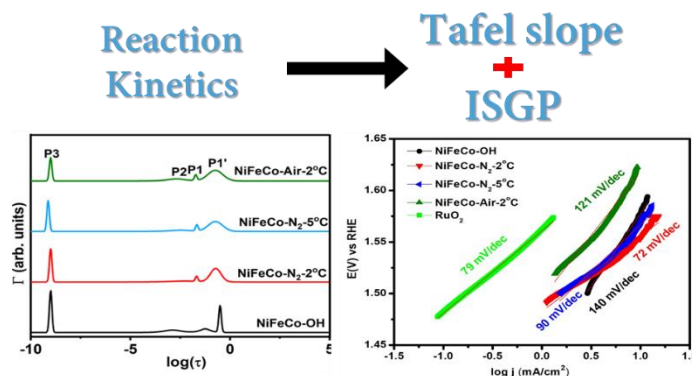 Reaction
Kinetics
Tafel slope
+
ISGP
P3
P2
P1
P1'
NiFeCo-Air-2°C
NiFeCo-N₂-5°C
NiFeCo-N₂-2°C
NiFeCo-OH
Γ (arb. units)
-10
-5
0
5
log(τ)
1.65
1.60
1.55
1.50
1.45
E(V) vs RHE
NiFeCo-OH
NiFeCo-N₂-2°C
NiFeCo-N₂-5°C
NiFeCo-Air-2°C
RuO₂
79 mV/dec
121 mV/dec
72 mV/dec
90 mV/dec
140 mV/dec
-1.5
-1.0
-0.5
0.0
0.5
1.0
log j (mA/cm²)